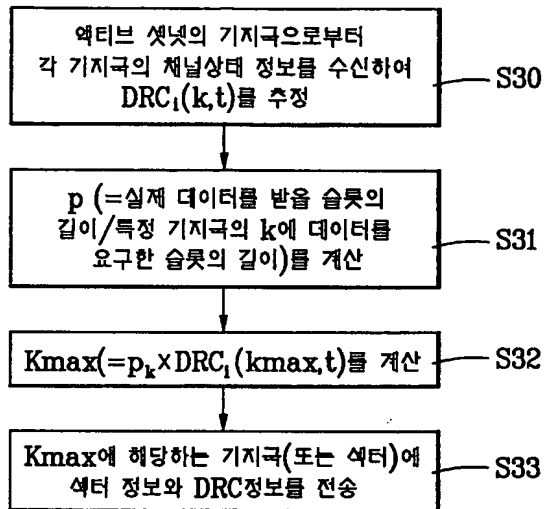 액티브 셋넷의 기지국으로부터
각 기지국의 채널상태 정보를 수신하여
DRCi(k,t)를 추정
S30
p (=실제 데이터를 받음 슬롯의
길이/특정 기지국의 k에 데이터를
요구한 슬롯의 길이)를 계산
S31
Kmax(=pk×DRCi(kmax,t)를 계산
S32
Kmax에 해당하는 기지국(또는 섹터)에
섹터 정보와 DRC정보를 전송
S33